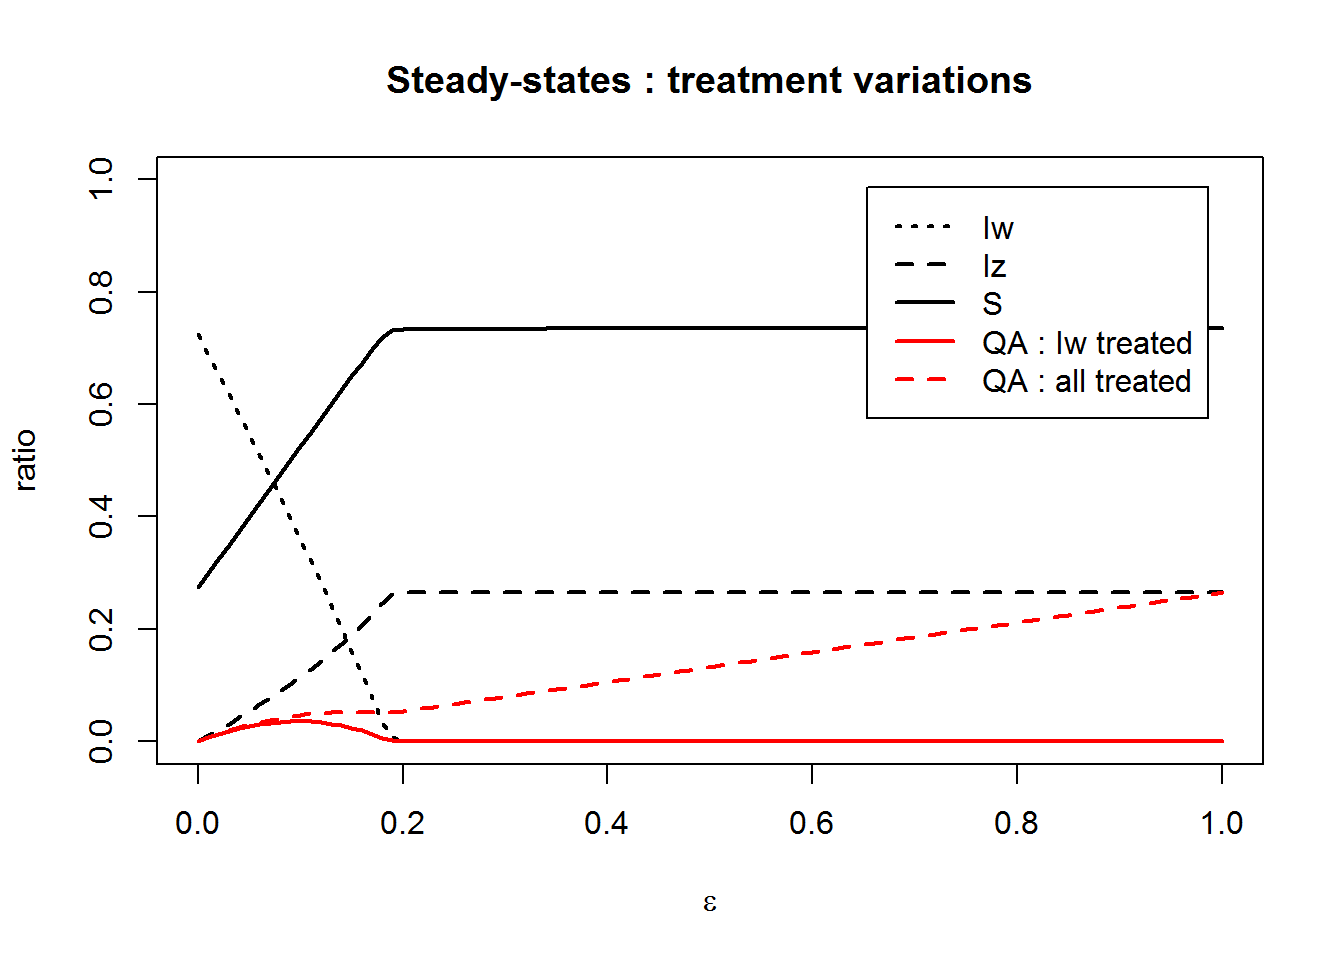 Steady-states : treatment variations
ratio
1.0
0.8
0.6
0.4
0.2
0.0
Iw
Iz
S
QA : Iw treated
QA : all treated
0.0 0.2 0.4 0.6 0.8 1.0
ε